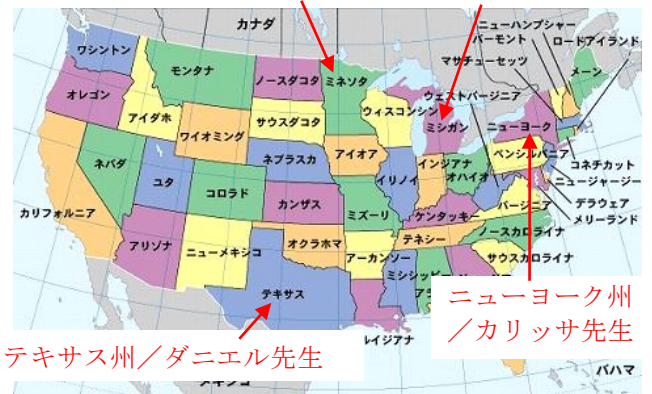 カナダ
ニューハンプシャー
バーモント
ロードアイランド
マサチューセッツ
ワシントン
モンタナ
ノースダコタ
ミネソタ
メーン
オレゴン
アイダホ
ウィスコンシン
ウェストバージニア
サウスダコタ
ミシガン
ニューヨーク
ワイオミング
ネバダ
ユタ
ネブラスカ
アイオア
イリノイ
インジアナ
オハイオ
ペンシルバニア
コネチカット
ニュージャージー
コロラド
カンザス
ミズーリ
ケンタッキー
バージニア
デラウェア
メリーランド
カリフォルニア
アリゾナ
ニューメキシコ
オクラホマ
テネシー
ノースカロライナ
アーカンソー
サウスカロライナ
ミシシッピー
テキサス
ニューヨーク州
／カリッサ先生
テキサス州／ダニエル先生
ルイジアナ
バハマ